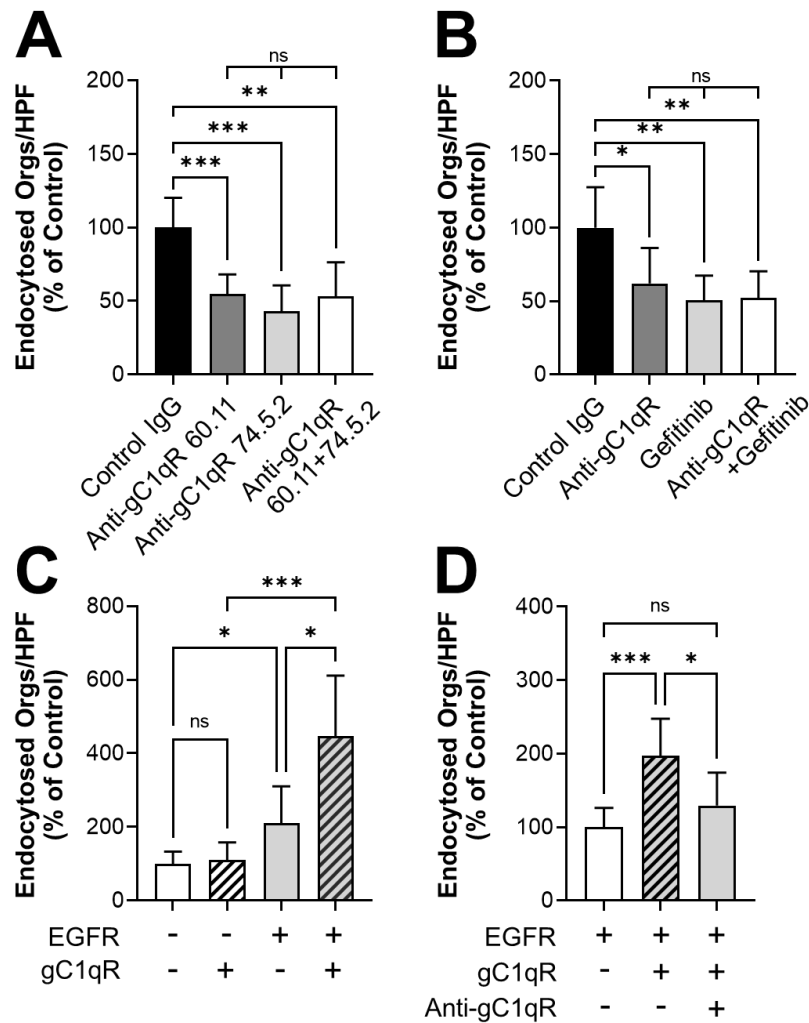 A
Endocytosed Orgs/HPF
(% of Control)
200
150
100
50
0
ns
**
***
***
Control IgG
Anti-gC1qR 60.11
Anti-gC1qR 74.5.2
Anti-gC1qR
60.11+74.5.2
B
Endocytosed Orgs/HPF
(% of Control)
200
150
100
50
0
ns
**
**
*
Control IgG
Anti-gC1qR
Gefitinib
Anti-gC1qR
+Gefitinib
C
Endocytosed Orgs/HPF
(% of Control)
800
600
400
200
0
***
*
*
ns
EGFR - - + +
gC1qR - + - +
D
Endocytosed Orgs/HPF
(% of Control)
400
300
200
100
0
ns
***
*
EGFR + + +
gC1qR - + +
Anti-gC1qR - - +